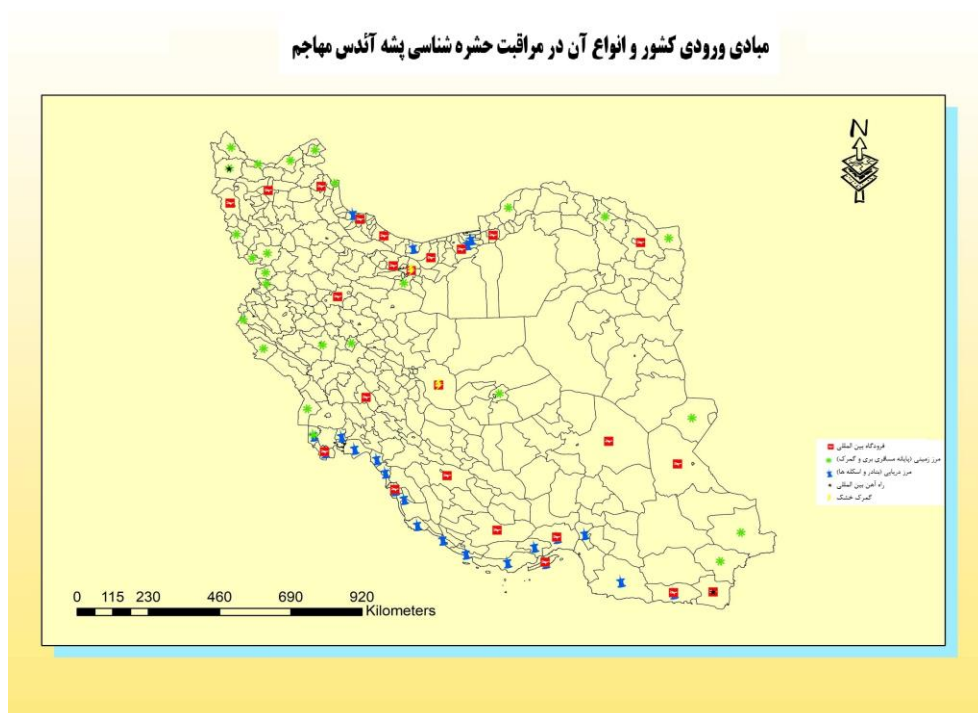 مبادی ورودی کشور و انواع آن در مراقبت حشره شناسی پشه آئدس مهاجم
N
فرودگاه بین المللی
مرز زمینی (پایانه مسافری بری و گمرک)
مرز دریایی (بنادر و اسکله ها)
راه آهن بین المللی
گمرک خشک
0 115 230 460 690 920
Kilometers